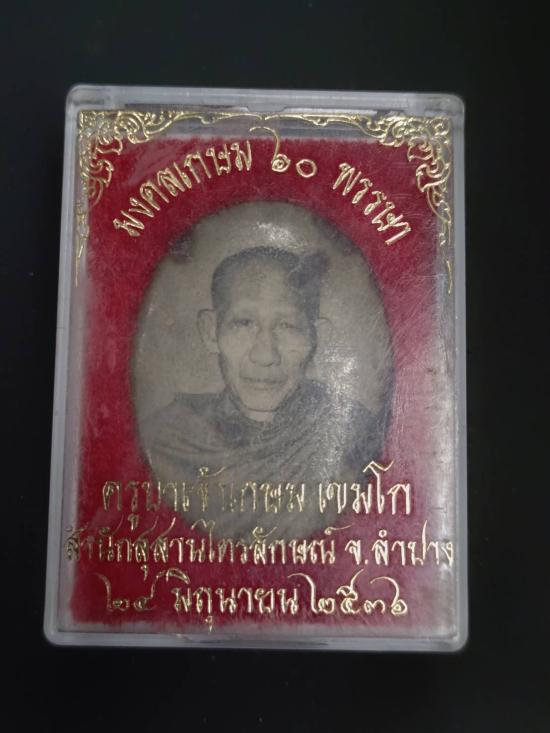 มงคลเกษม ๖๐ พรรษา
ครูบาเจ้าเกษม เขมโก
สำนักสุสานไตรลักษณ์ จ.ลำปาง
๒๘ มิถุนายน ๒๕๓๖